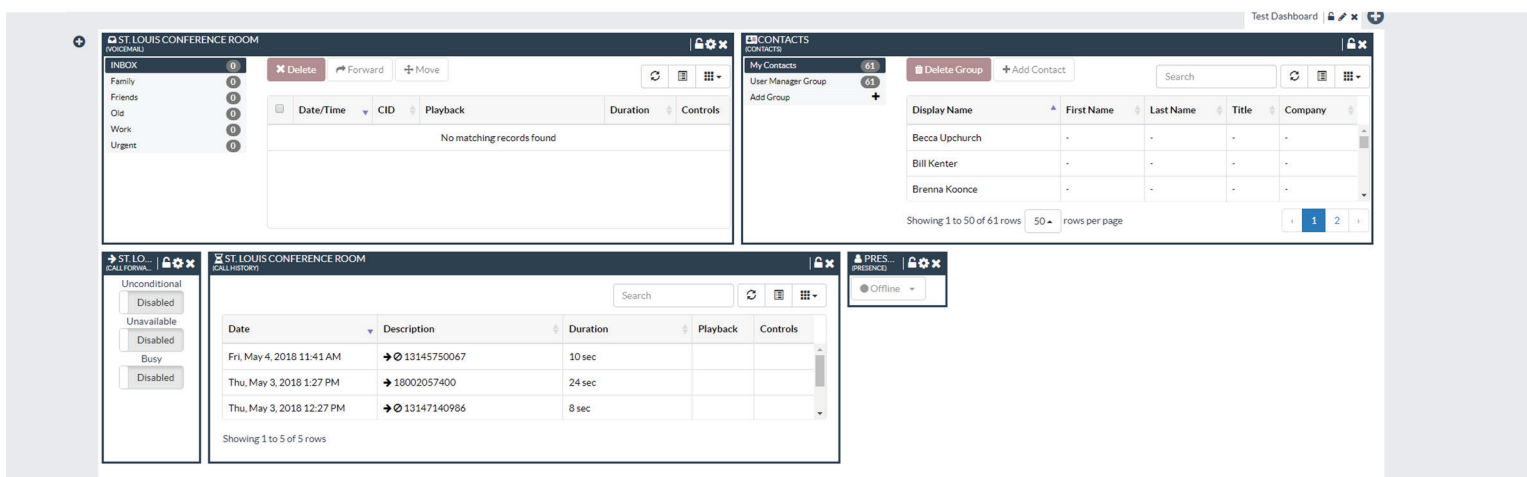 Test Dashboard
ST. LOUIS CONFERENCE ROOM
(VOICEMAIL)
INBOX 0
Family 0
Friends 0
Old 0
Work 0
Urgent 0
Delete Forward Move
Date/Time CID Playback Duration Controls
No matching records found
CONTACTS
(CONTACTS)
My Contacts 61
User Manager Group 61
Add Group
Delete Group Add Contact Search
Display Name First Name Last Name Title Company
Becca Upchurch - - - -
Bill Kenter - - - -
Brenna Koonce - - - -
Showing 1 to 50 of 61 rows 50 rows per page ‹ 1 2 ›
ST. LO...
(CALL FORWA...
Unconditional
Disabled
Unavailable
Disabled
Busy
Disabled
ST. LOUIS CONFERENCE ROOM
(CALL HISTORY)
Search
Date Description Duration Playback Controls
Fri, May 4, 2018 11:41 AM 13145750067 10 sec
Thu, May 3, 2018 1:27 PM 18002057400 24 sec
Thu, May 3, 2018 12:27 PM 13147140986 8 sec
Showing 1 to 5 of 5 rows
PRES...
(PRESENCE)
Offline